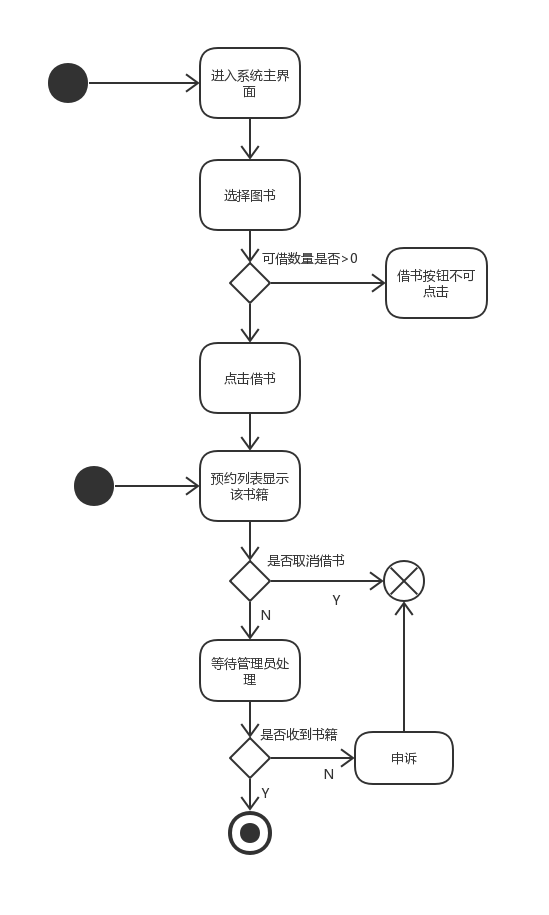 进入系统主界
面
选择图书
可借数量是否>0
借书按钮不可
点击
点击借书
预约列表显示
该书籍
是否取消借书
Y
N
等待管理员处
理
是否收到书籍
申诉
N
Y